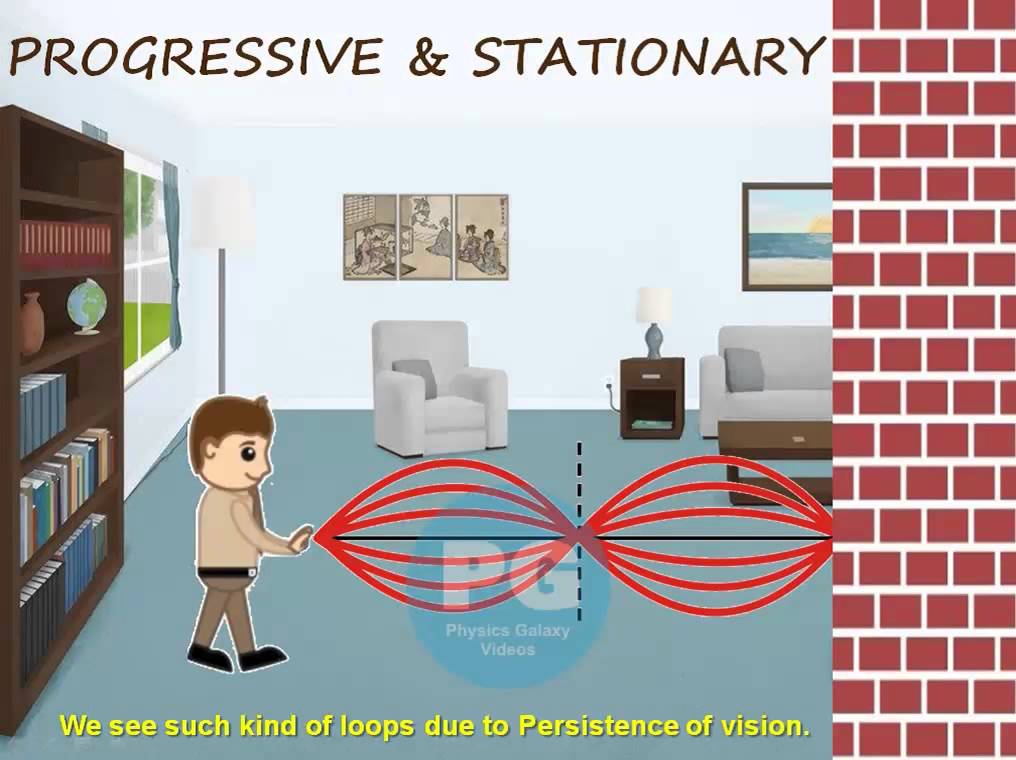 PROGRESSIVE & STATIONARY
PG
Physics Galaxy
Videos
We see such kind of loops due to Persistence of vision.